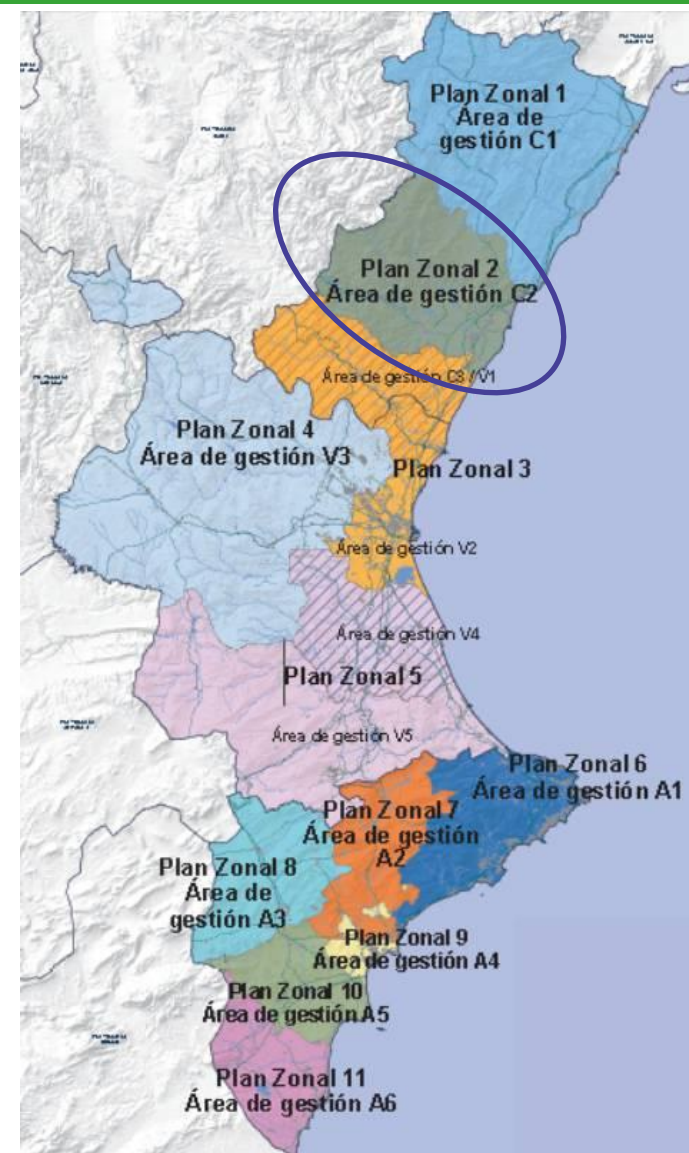 Plan Zonal 1
Área de
gestión C1
Plan Zonal 2
Área de gestión C2
Área de gestión C3 / V1
Plan Zonal 4
Área de gestión V3
Plan Zonal 3
Área de gestión V2
Área de gestión V4
Plan Zonal 5
Área de gestión V5
Plan Zonal 6
Área de gestión A1
Plan Zonal 7
Área de gestión
A2
Plan Zonal 8
Área de
gestión A3
Plan Zonal 9
Área de gestión A4
Plan Zonal 10
Área de gestión A5
Plan Zonal 11
Área de gestión A6